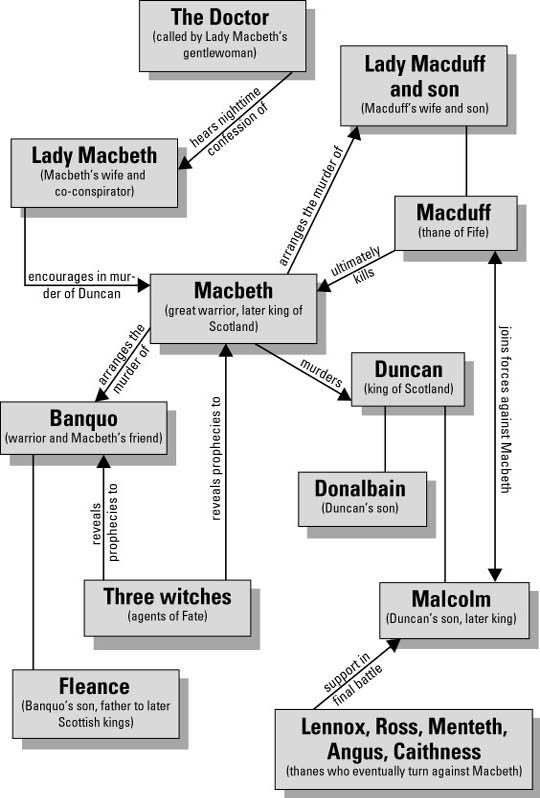 The Doctor
(called by Lady Macbeth's
gentlewoman)
Lady Macduff
and son
(Macduff's wife and son)
hears nighttime
confession of
Lady Macbeth
(Macbeth's wife and
co-conspirator)
arranges the murder of
Macduff
(thane of Fife)
encourages in mur-
der of Duncan
ultimately
kills
Macbeth
(great warrior, later king of
Scotland)
arranges the
murder of
murders
Duncan
(king of Scotland)
joins forces against Macbeth
Banquo
(warrior and Macbeth's friend)
reveals prophecies to
Donalbain
(Duncan's son)
reveals
prophecies to
Three witches
(agents of Fate)
Malcolm
(Duncan's son, later king)
Fleance
(Banquo's son, father to later
Scottish kings)
support in
final battle
Lennox, Ross, Menteth,
Angus, Caithness
(thanes who eventually turn against Macbeth)